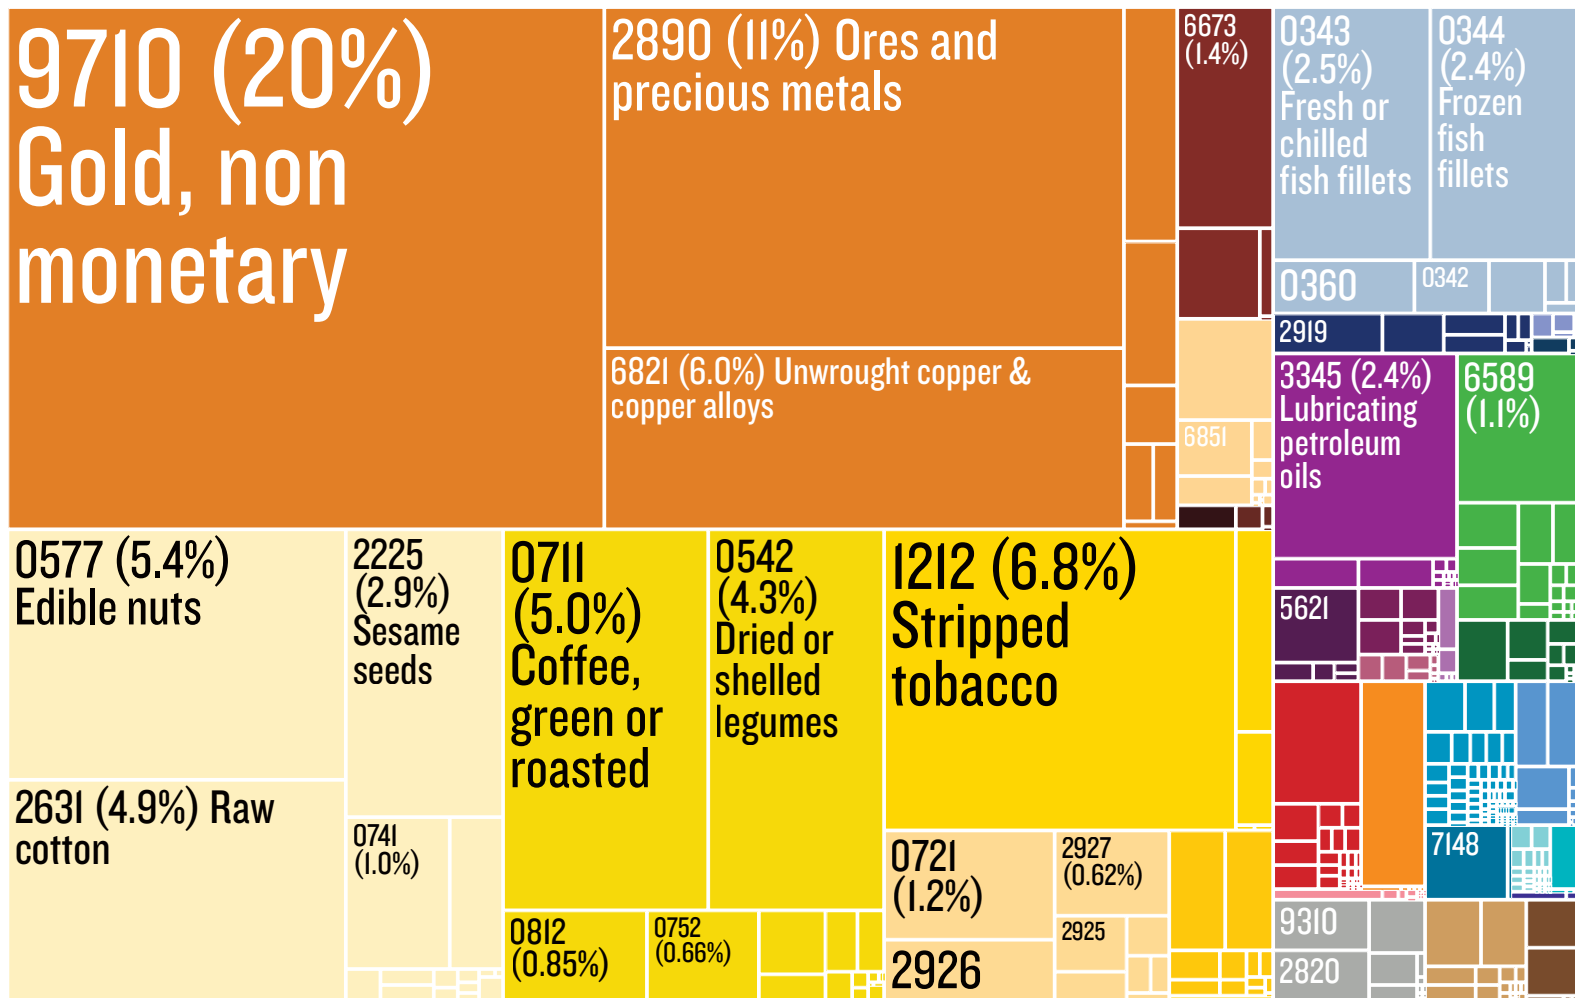 9710 (20%)
Gold, non
monetary
2890 (11%) Ores and
precious metals
6821 (6.0%) Unwrought copper &
copper alloys
6673
(1.4%)
6851
0343
(2.5%)
Fresh or
chilled
fish fillets
0344
(2.4%)
Frozen
fish
fillets
0360
0342
2919
3345 (2.4%)
Lubricating
petroleum
oils
6589
(1.1%)
5621
0577 (5.4%)
Edible nuts
2631 (4.9%) Raw
cotton
2225
(2.9%)
Sesame
seeds
0741
(1.0%)
0711
(5.0%)
Coffee,
green or
roasted
0542
(4.3%)
Dried or
shelled
legumes
0812
(0.85%)
0752
(0.66%)
1212 (6.8%)
Stripped
tobacco
0721
(1.2%)
2926
2927
(0.62%)
2925
7148
9310
2820